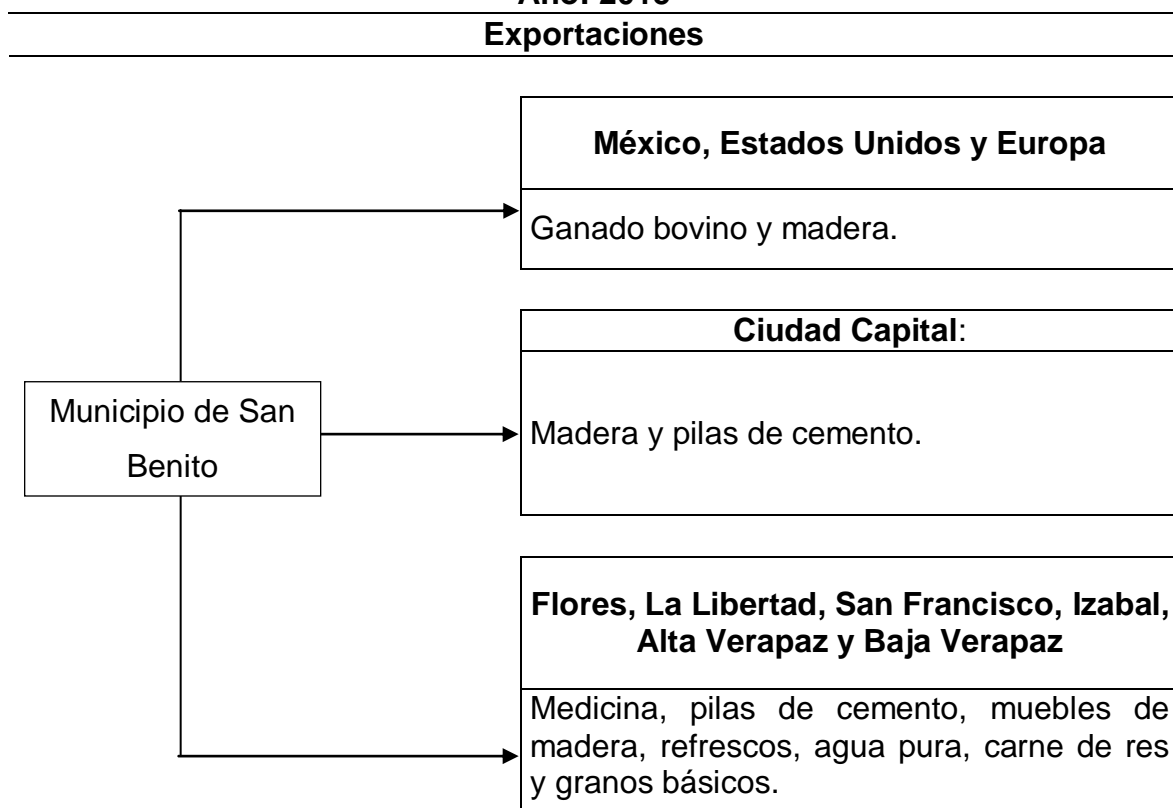 Exportaciones
México, Estados Unidos y Europa
Ganado bovino y madera.
Ciudad Capital:
Madera y pilas de cemento.
Municipio de San
Benito
Flores, La Libertad, San Francisco, Izabal,
Alta Verapaz y Baja Verapaz
Medicina, pilas de cemento, muebles de
madera, refrescos, agua pura, carne de res
y granos básicos.